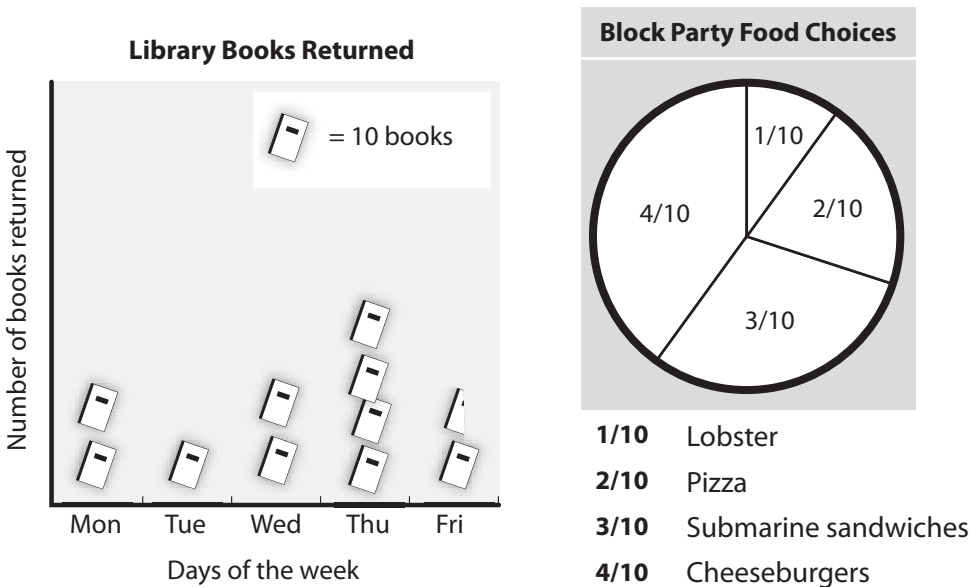 Library Books Returned
= 10 books
Number of books returned
Mon Tue Wed Thu Fri
Days of the week
Block Party Food Choices
1/10
2/10
3/10
4/10
1/10 Lobster
2/10 Pizza
3/10 Submarine sandwiches
4/10 Cheeseburgers